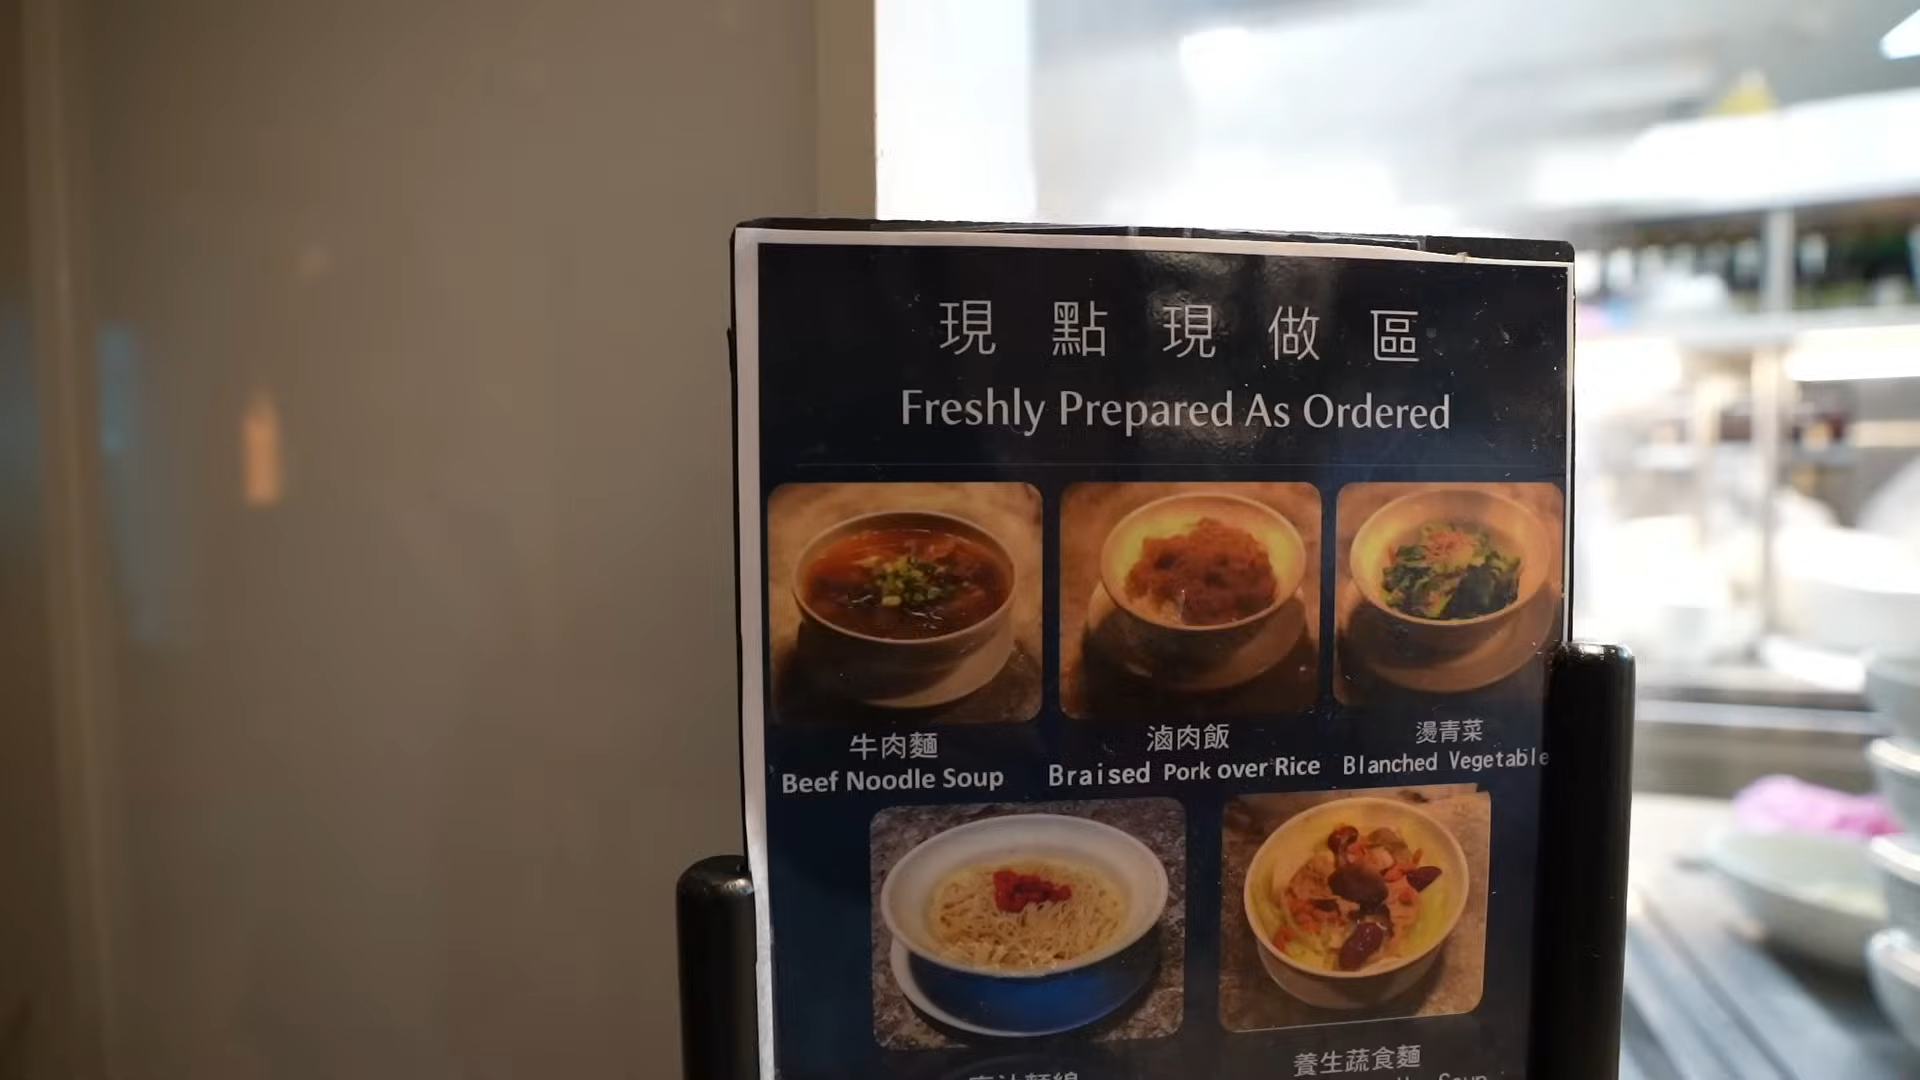 現點現做區
Freshly Prepared As Ordered
牛肉麵
Beef Noodle Soup
滷肉飯
Braised Pork over Rice
燙青菜
Blanched Vegetable
養生蔬食麵
Soup